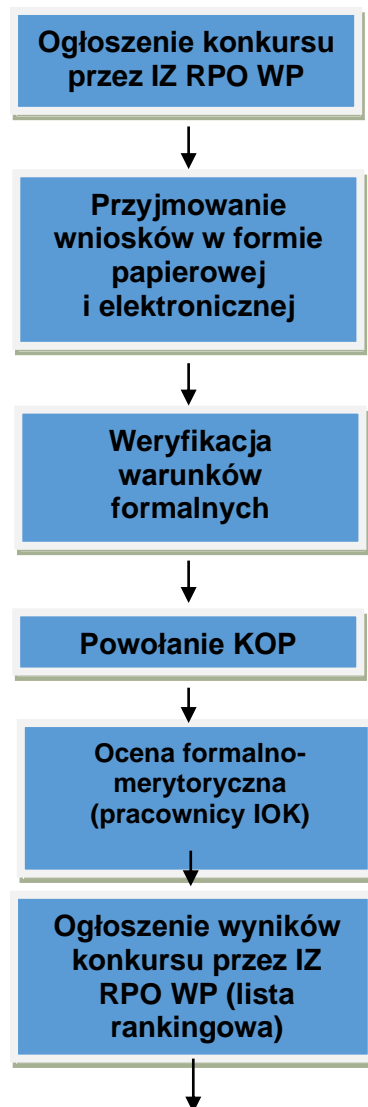 Ogłoszenie konkursu
przez IZ RPO WP
Przyjmowanie
wniosków w formie
papierowej
i elektronicznej
Weryfikacja
warunków
formalnych
Powołanie KOP
Ocena formalno-
merytoryczna
(pracownicy IOK)
Ogłoszenie wyników
konkursu przez IZ
RPO WP (lista
rankingowa)